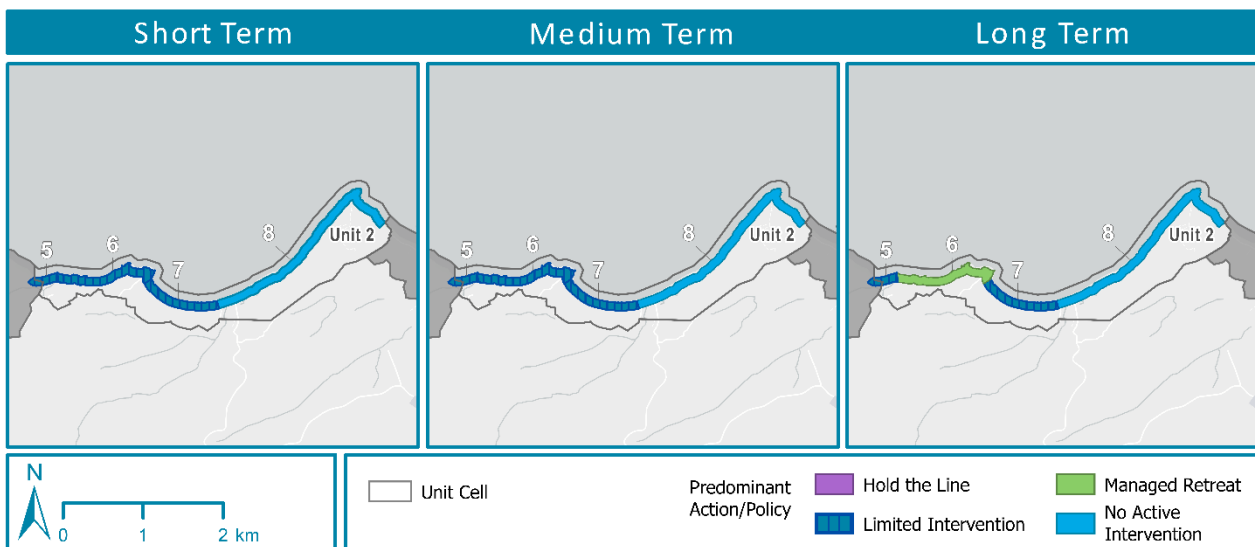 Short Term
Medium Term
Long Term
5
6
7
8
Unit 2
5
6
7
8
Unit 2
5
6
7
8
Unit 2
N
0 1 2 km
Unit Cell
Predominant
Action/Policy
Hold the Line
Limited Intervention
Managed Retreat
No Active
Intervention